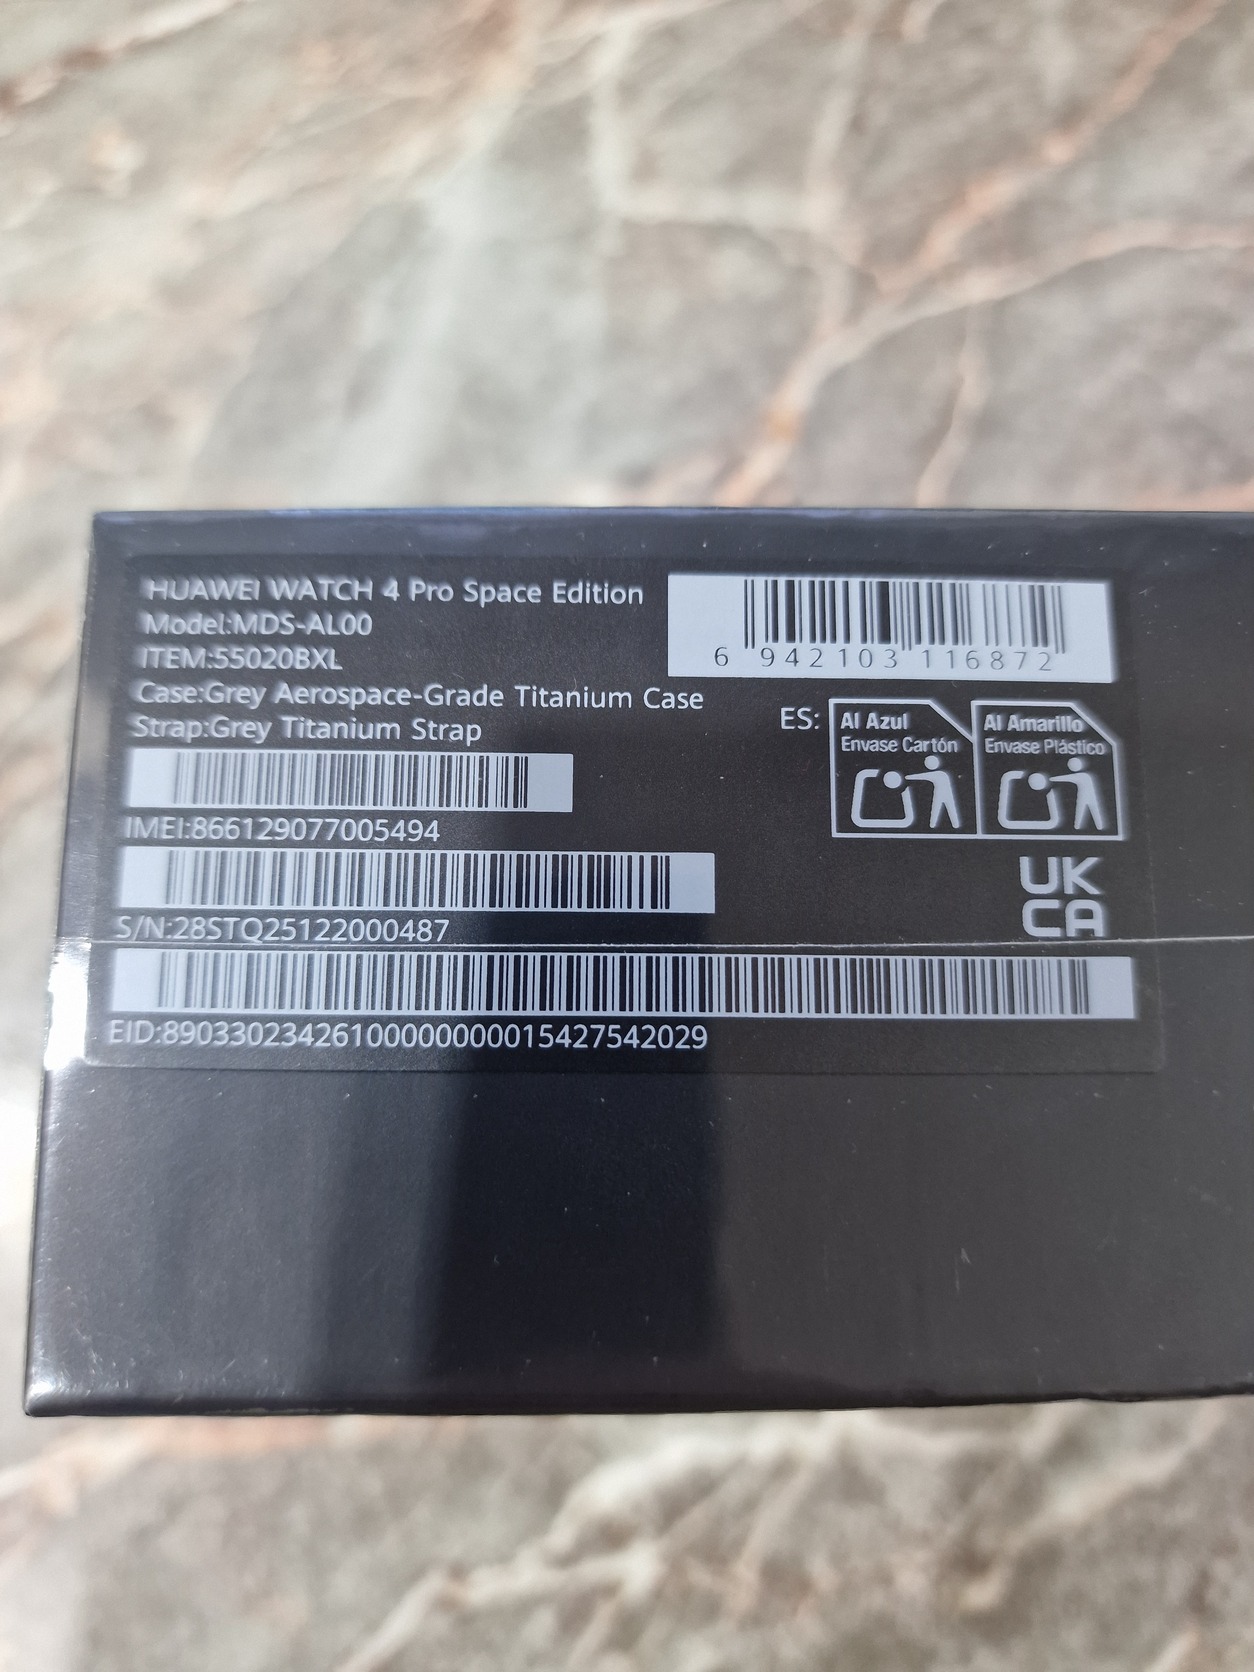 HUAWEI WATCH 4 Pro Space Edition
Model:MDS-AL00
ITEM:55020BXL
Case:Grey Aerospace-Grade Titanium Case
Strap:Grey Titanium Strap
6 942103 116872
ES:
Al Azul
Envase Cartón
Al Amarillo
Envase Plástico
IMEI:866129077005494
UK
CA
S/N:28STQ25122000487
EID:89033023426100000000015427542029